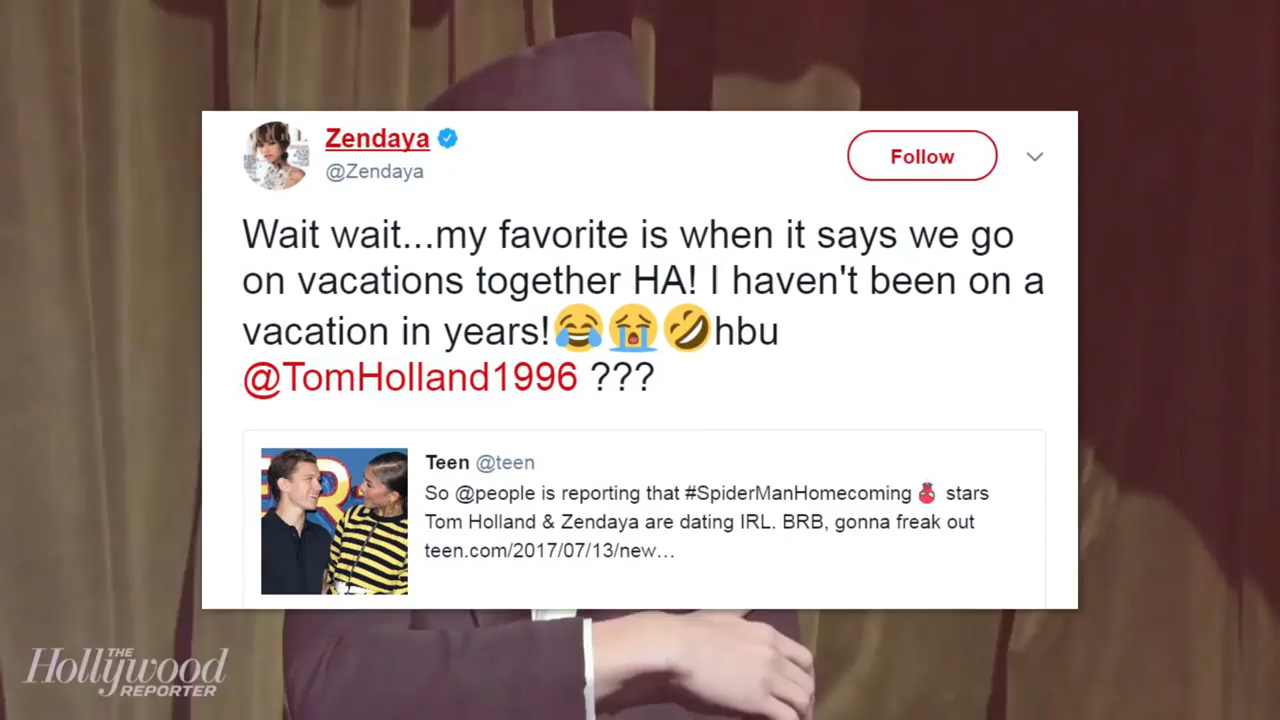 Zendaya
@Zendaya
Follow
Wait wait...my favorite is when it says we go
on vacations together HA! I haven't been on a
vacation in years!😂😭🤣hbu
@TomHolland1996 ???
Teen @teen
So @people is reporting that #SpiderManHomecoming stars
Tom Holland & Zendaya are dating IRL. BRB, gonna freak out
teen.com/2017/07/13/new...
THE
Hollywood
REPORTER